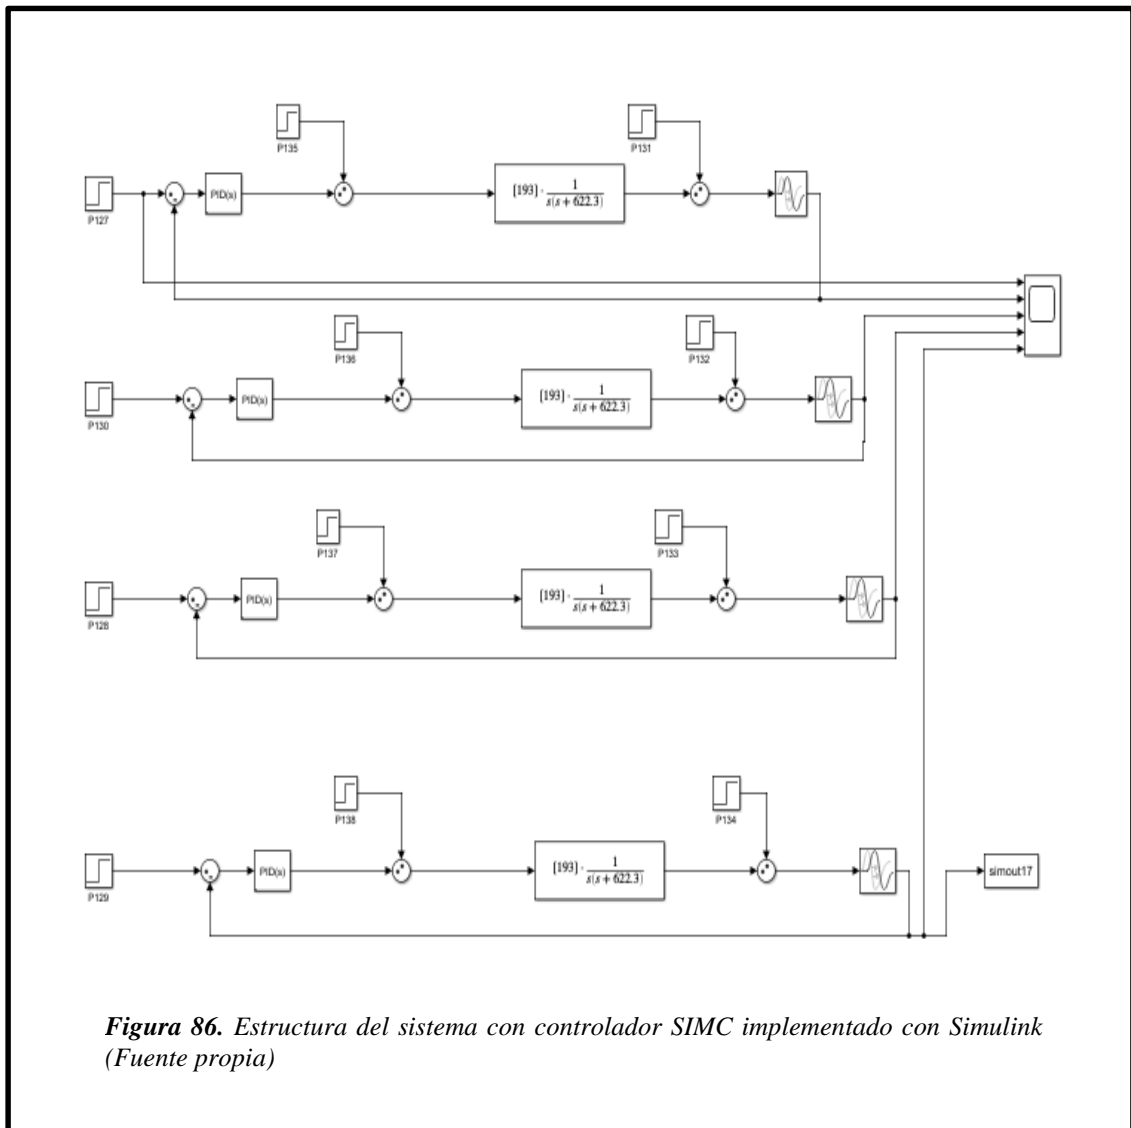 P135
P131
P127
PID(s)
[193] · 1
s(s + 622.3)
P136
P132
P130
PID(s)
[193] · 1
s(s + 622.3)
P137
P133
P128
PID(s)
[193] · 1
s(s + 622.3)
P138
P134
P129
PID(s)
[193] · 1
s(s + 622.3)
simout17
Figura 86. Estructura del sistema con controlador SIMC implementado con Simulink
(Fuente propia)